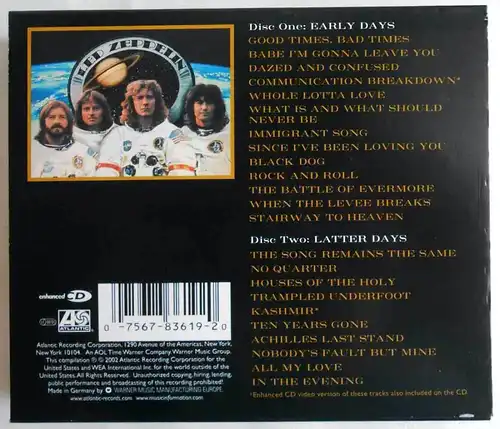 LED ZEPPELIN
Disc One: EARLY DAYS
GOOD TIMES, BAD TIMES
BABE I'M GONNA LEAVE YOU
DAZED AND CONFUSED
COMMUNICATION BREAKDOWN*
WHOLE LOTTA LOVE
WHAT IS AND WHAT SHOULD
NEVER BE
IMMIGRANT SONG
SINCE I'VE BEEN LOVING YOU
BLACK DOG
ROCK AND ROLL
THE BATTLE OF EVERMORE
WHEN THE LEVEE BREAKS
STAIRWAY TO HEAVEN
Disc Two: LATTER DAYS
THE SONG REMAINS THE SAME
NO QUARTER
HOUSES OF THE HOLY
TRAMPLED UNDERFOOT
KASHMIR*
TEN YEARS GONE
ACHILLES LAST STAND
NOBODY'S FAULT BUT MINE
ALL MY LOVE
IN THE EVENING
*Enhanced CD video version of these tracks also included on the CD
enhanced CD
ATLANTIC
0 7567-83619-2 0
Atlantic Recording Corporation, 1290 Avenue of the Americas, New York,
New York 10104. An AOL Time Warner Company. Warner Music Group.
This compilation ℗ © 2002 Atlantic Recording Corporation for the
United States and WEA International Inc. for the world outside of the
United States. Unauthorized copying, hiring, lending,
public performance and broadcasting of this recording prohibited!
Made in Germany by WARNER MUSIC MANUFACTURING EUROPE.
www.atlantic-records.com www.musicinformation.com